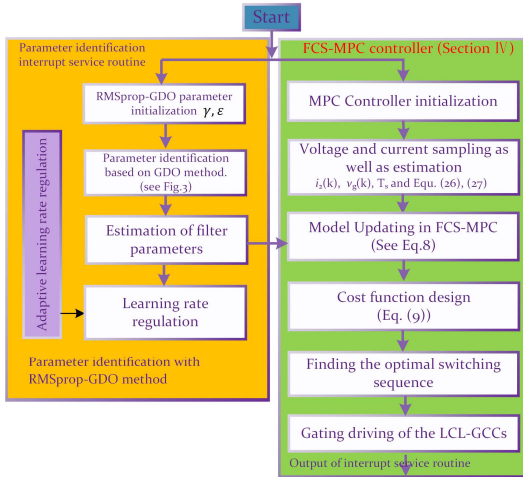 Start
Parameter identification
interrupt service routine
RMSprop-GDO parameter
initialization γ, ε
Parameter identification
based on GDO method.
(see Fig.3)
Estimation of filter
parameters
Learning rate
regulation
Adaptive learning rate regulation
Parameter identification with
RMSprop-GDO method
FCS-MPC controller (Section Ⅳ)
MPC Controller initialization
Voltage and current sampling as
well as estimation
i₂(k), vg(k), Ts and Equ. (26), (27)
Model Updating in FCS-MPC
(See Eq.8)
Cost function design
(Eq. (9))
Finding the optimal switching
sequence
Gating driving of the LCL-GCCs
Output of interrupt service routine